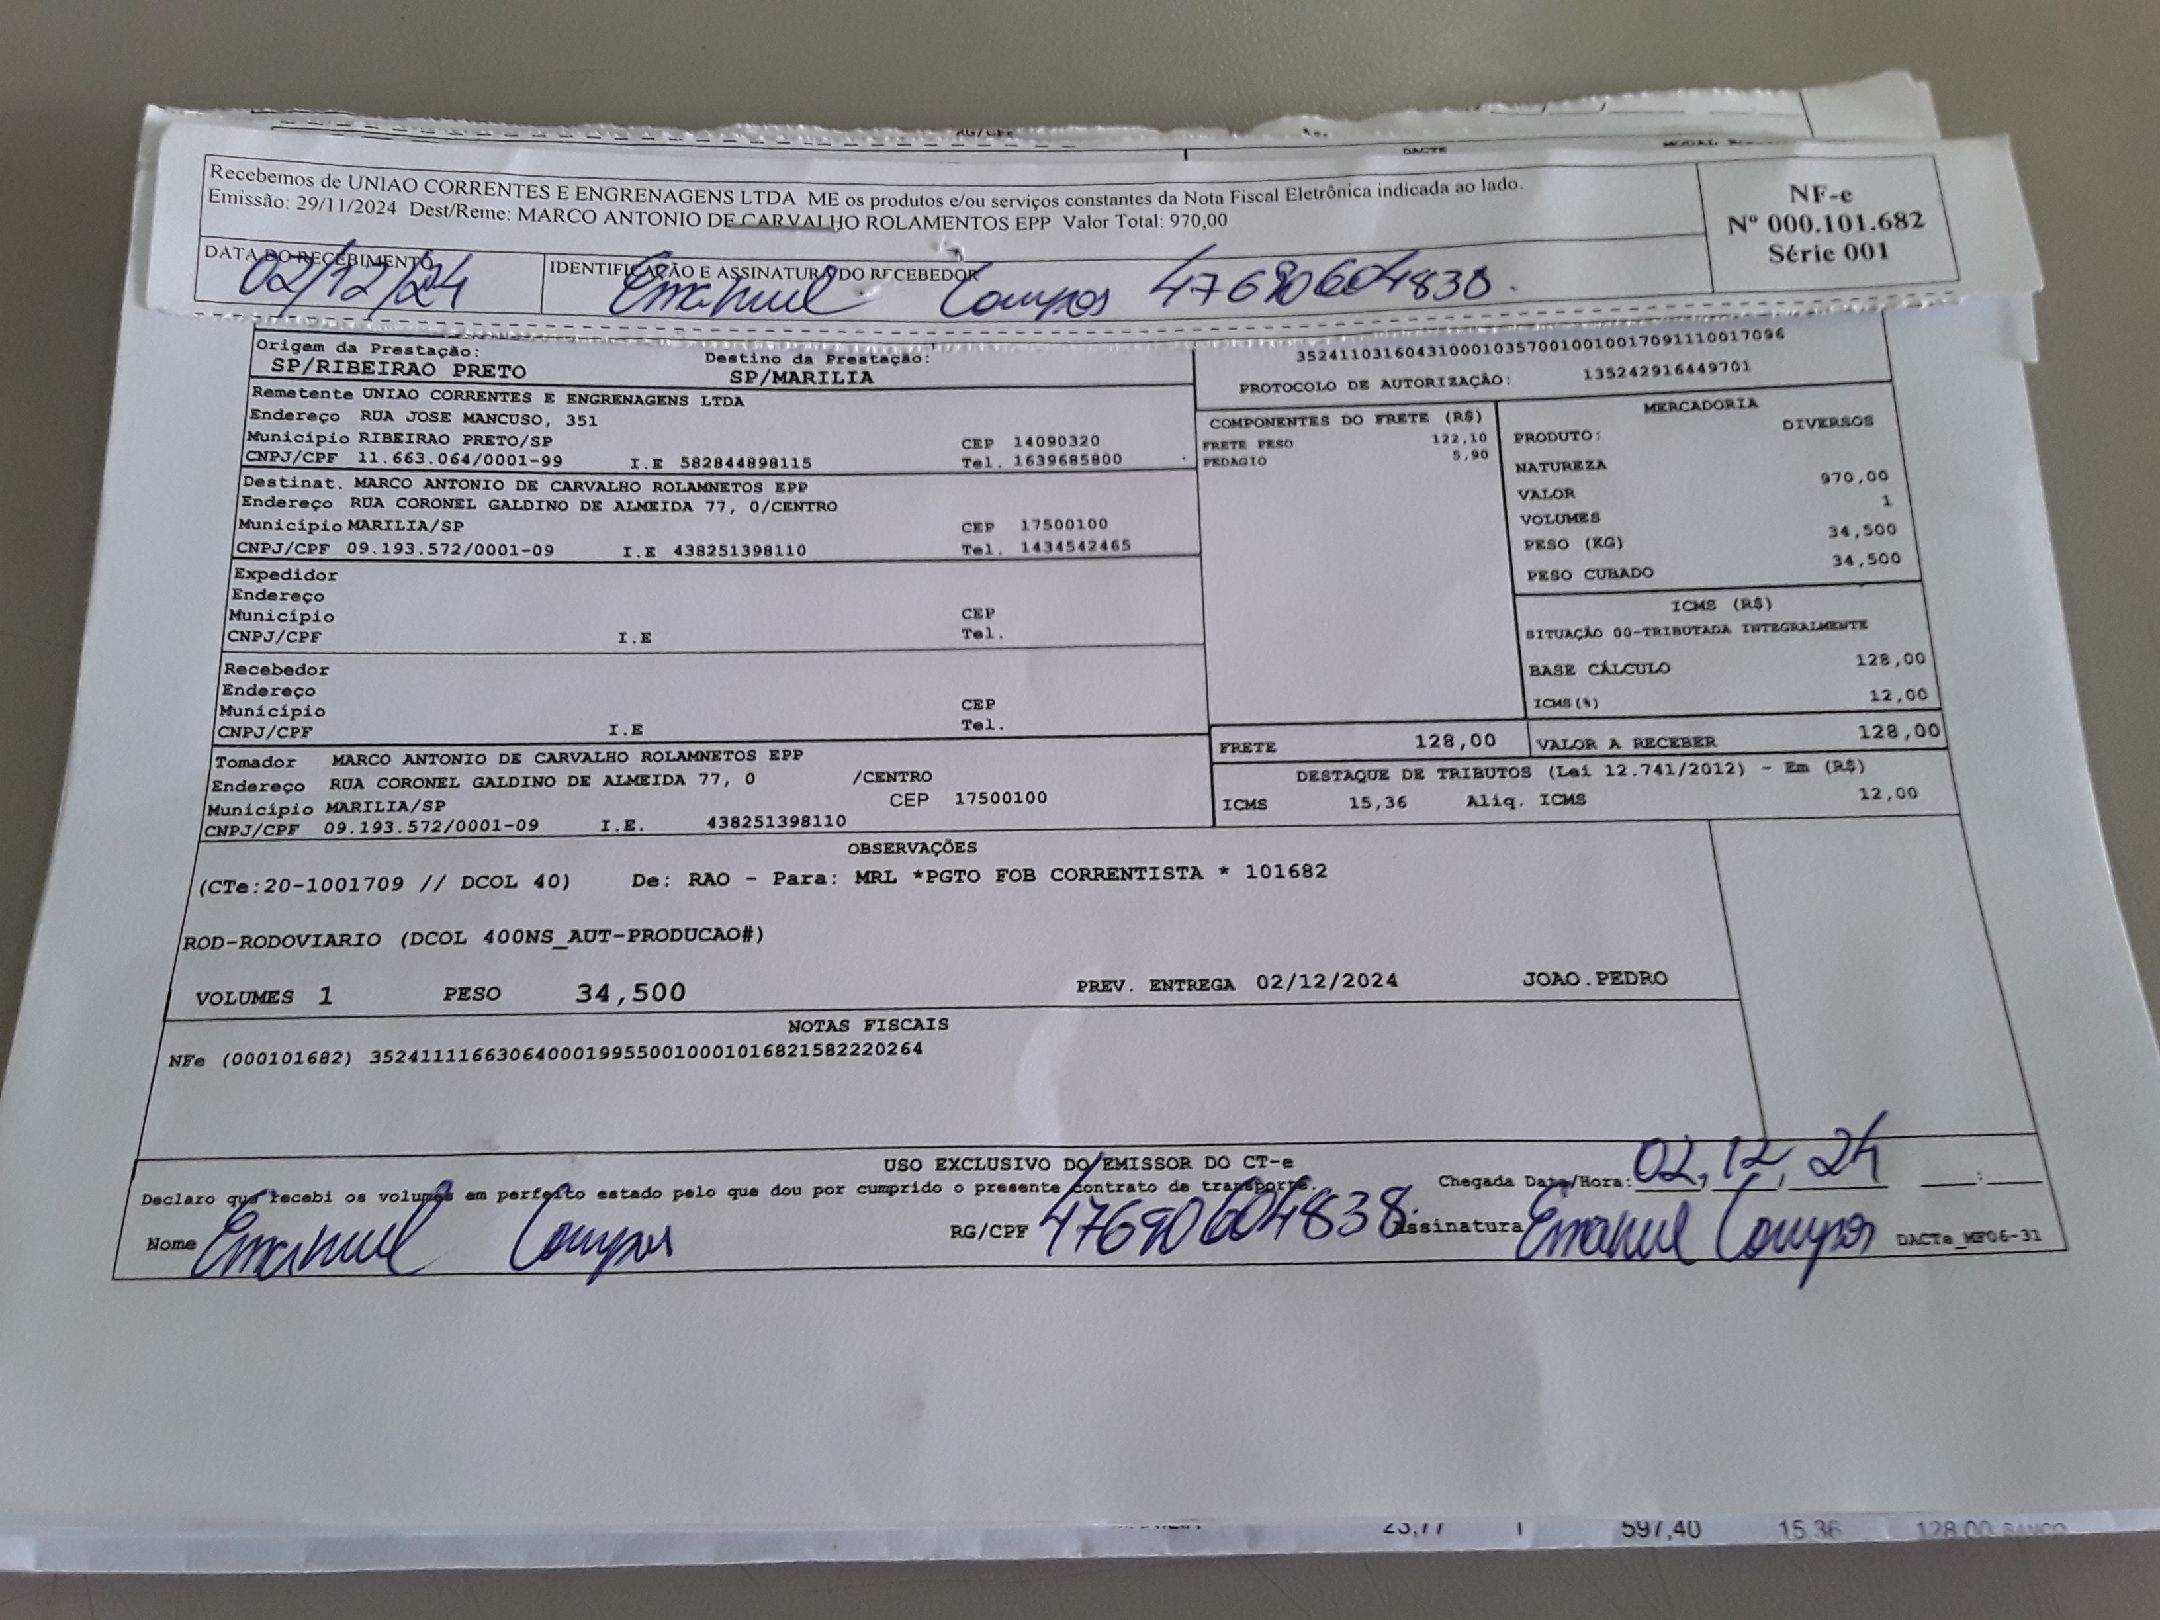 DACTE
Recebemos de UNIAO CORRENTES E ENGRENAGENS LTDA ME os produtos e/ou serviços constantes da Nota Fiscal Eletrônica indicada ao lado.
Emissão: 29/11/2024 Dest/Reme: MARCO ANTONIO DE CARVALHO ROLAMENTOS EPP Valor Total: 970,00
NF-e
Nº 000.101.682
Série 001
DATA DO RECEBIMENTO
02/12/24
IDENTIFICAÇÃO E ASSINATURA DO RECEBEDOR
Emanuel Campos 47690604838.
Origem da Prestação: Destino da Prestação:
SP/RIBEIRAO PRETO SP/MARILIA
35241103160431000103570010010017091110017096
PROTOCOLO DE AUTORIZAÇÃO: 135242916449701
Remetente UNIAO CORRENTES E ENGRENAGENS LTDA
Endereço RUA JOSE MANCUSO, 351
Município RIBEIRAO PRETO/SP CEP 14090320
CNPJ/CPF 11.663.064/0001-99 I.E 582844898115 Tel. 1639685800
Destinat. MARCO ANTONIO DE CARVALHO ROLAMNETOS EPP
Endereço RUA CORONEL GALDINO DE ALMEIDA 77, 0/CENTRO
Município MARILIA/SP CEP 17500100
CNPJ/CPF 09.193.572/0001-09 I.E 438251398110 Tel. 1434542465
Expedidor
Endereço
Município CEP
CNPJ/CPF I.E Tel.
Recebedor
Endereço
Município CEP
CNPJ/CPF I.E Tel.
Tomador MARCO ANTONIO DE CARVALHO ROLAMNETOS EPP
Endereço RUA CORONEL GALDINO DE ALMEIDA 77, 0 /CENTRO
Município MARILIA/SP CEP 17500100
CNPJ/CPF 09.193.572/0001-09 I.E. 438251398110
COMPONENTES DO FRETE (R$)
FRETE PESO 122,10
PEDAGIO 5,90
MERCADORIA
PRODUTO: DIVERSOS
NATUREZA
VALOR 970,00
VOLUMES 1
PESO (KG) 34,500
PESO CUBADO 34,500
ICMS (R$)
SITUAÇÃO 00-TRIBUTADA INTEGRALMENTE
BASE CÁLCULO 128,00
ICMS(%) 12,00
FRETE 128,00 VALOR A RECEBER 128,00
DESTAQUE DE TRIBUTOS (Lei 12.741/2012) - Em (R$)
ICMS 15,36 Aliq. ICMS 12,00
OBSERVAÇÕES
(CTe:20-1001709 // DCOL 40) De: RAO - Para: MRL *PGTO FOB CORRENTISTA * 101682
ROD-RODOVIARIO (DCOL 400NS_AUT-PRODUCAO#)
VOLUMES 1 PESO 34,500 PREV. ENTREGA 02/12/2024 JOAO.PEDRO
NOTAS FISCAIS
NFe (000101682) 35241111663064000199550010001016821582220264
USO EXCLUSIVO DO EMISSOR DO CT-e
Declaro que recebi os volumes em perfeito estado pelo que dou por cumprido o presente contrato de transporte. Chegada Data/Hora: 02, 12, 24 __:__
Nome Emanuel Campos RG/CPF 47690604838. Assinatura Emanuel Campos DACTe_MF06-31
23,77 1 597,40 15,36 128,00 BANCO